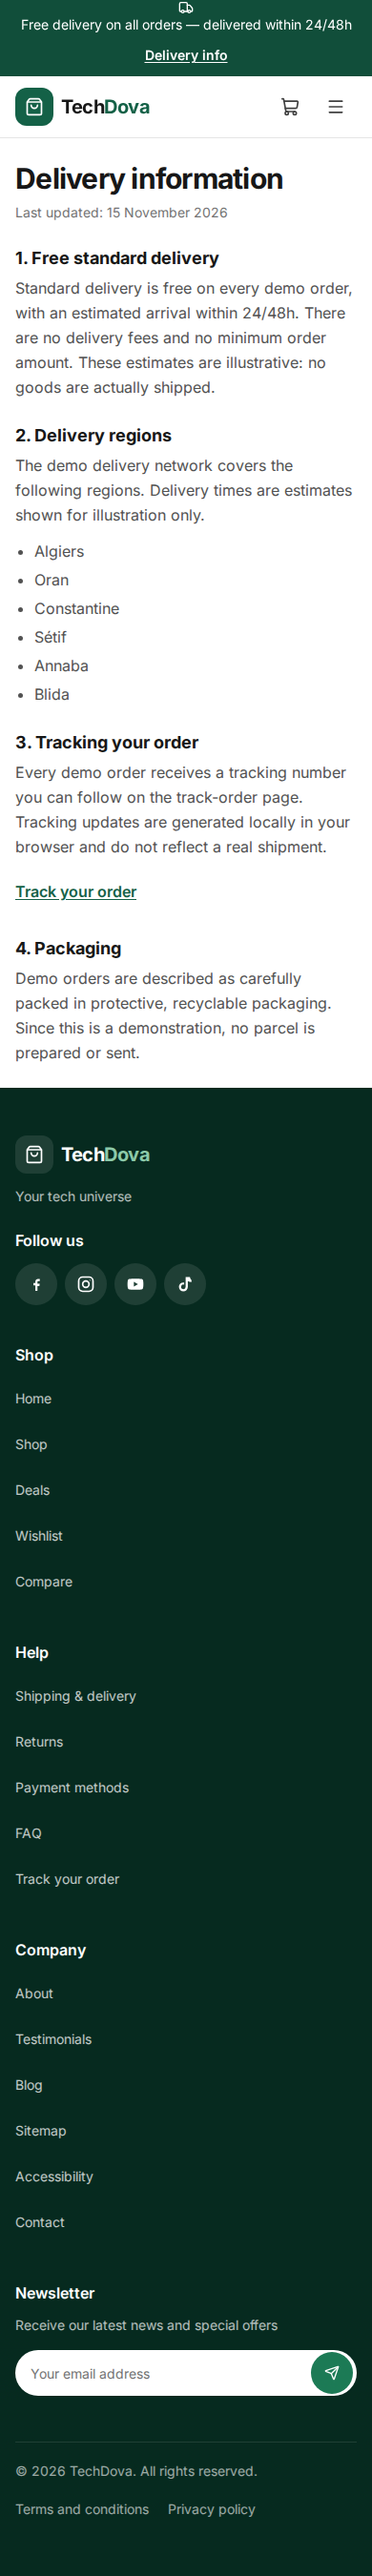 Free delivery on all orders — delivered within 24/48h
Delivery info
TechDova
Delivery information
Last updated: 15 November 2026
1. Free standard delivery
Standard delivery is free on every demo order,
with an estimated arrival within 24/48h. There
are no delivery fees and no minimum order
amount. These estimates are illustrative: no
goods are actually shipped.
2. Delivery regions
The demo delivery network covers the
following regions. Delivery times are estimates
shown for illustration only.
• Algiers
• Oran
• Constantine
• Sétif
• Annaba
• Blida
3. Tracking your order
Every demo order receives a tracking number
you can follow on the track-order page.
Tracking updates are generated locally in your
browser and do not reflect a real shipment.
Track your order
4. Packaging
Demo orders are described as carefully
packed in protective, recyclable packaging.
Since this is a demonstration, no parcel is
prepared or sent.
TechDova
Your tech universe
Follow us
Shop
Home
Shop
Deals
Wishlist
Compare
Help
Shipping & delivery
Returns
Payment methods
FAQ
Track your order
Company
About
Testimonials
Blog
Sitemap
Accessibility
Contact
Newsletter
Receive our latest news and special offers
Your email address
© 2026 TechDova. All rights reserved.
Terms and conditions Privacy policy